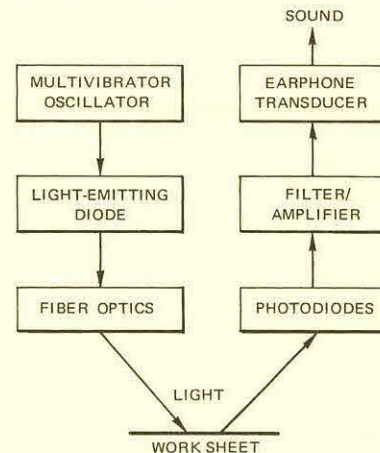 SOUND
MULTIVIBRATOR
OSCILLATOR
EARPHONE
TRANSDUCER
LIGHT-EMITTING
DIODE
FILTER/
AMPLIFIER
FIBER OPTICS
PHOTODIODES
LIGHT
WORK SHEET